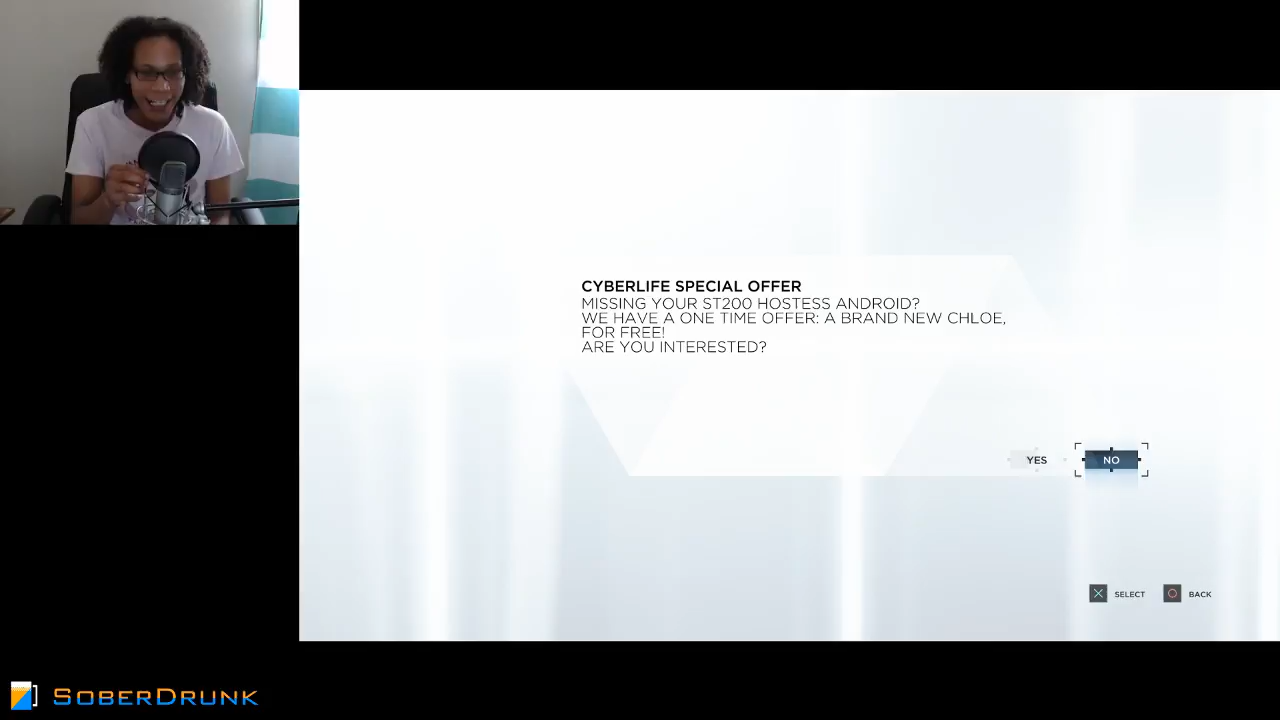 CYBERLIFE SPECIAL OFFER
MISSING YOUR ST200 HOSTESS ANDROID?
WE HAVE A ONE TIME OFFER: A BRAND NEW CHLOE,
FOR FREE!
ARE YOU INTERESTED?
YES NO
SELECT BACK
SOBERDRUNK